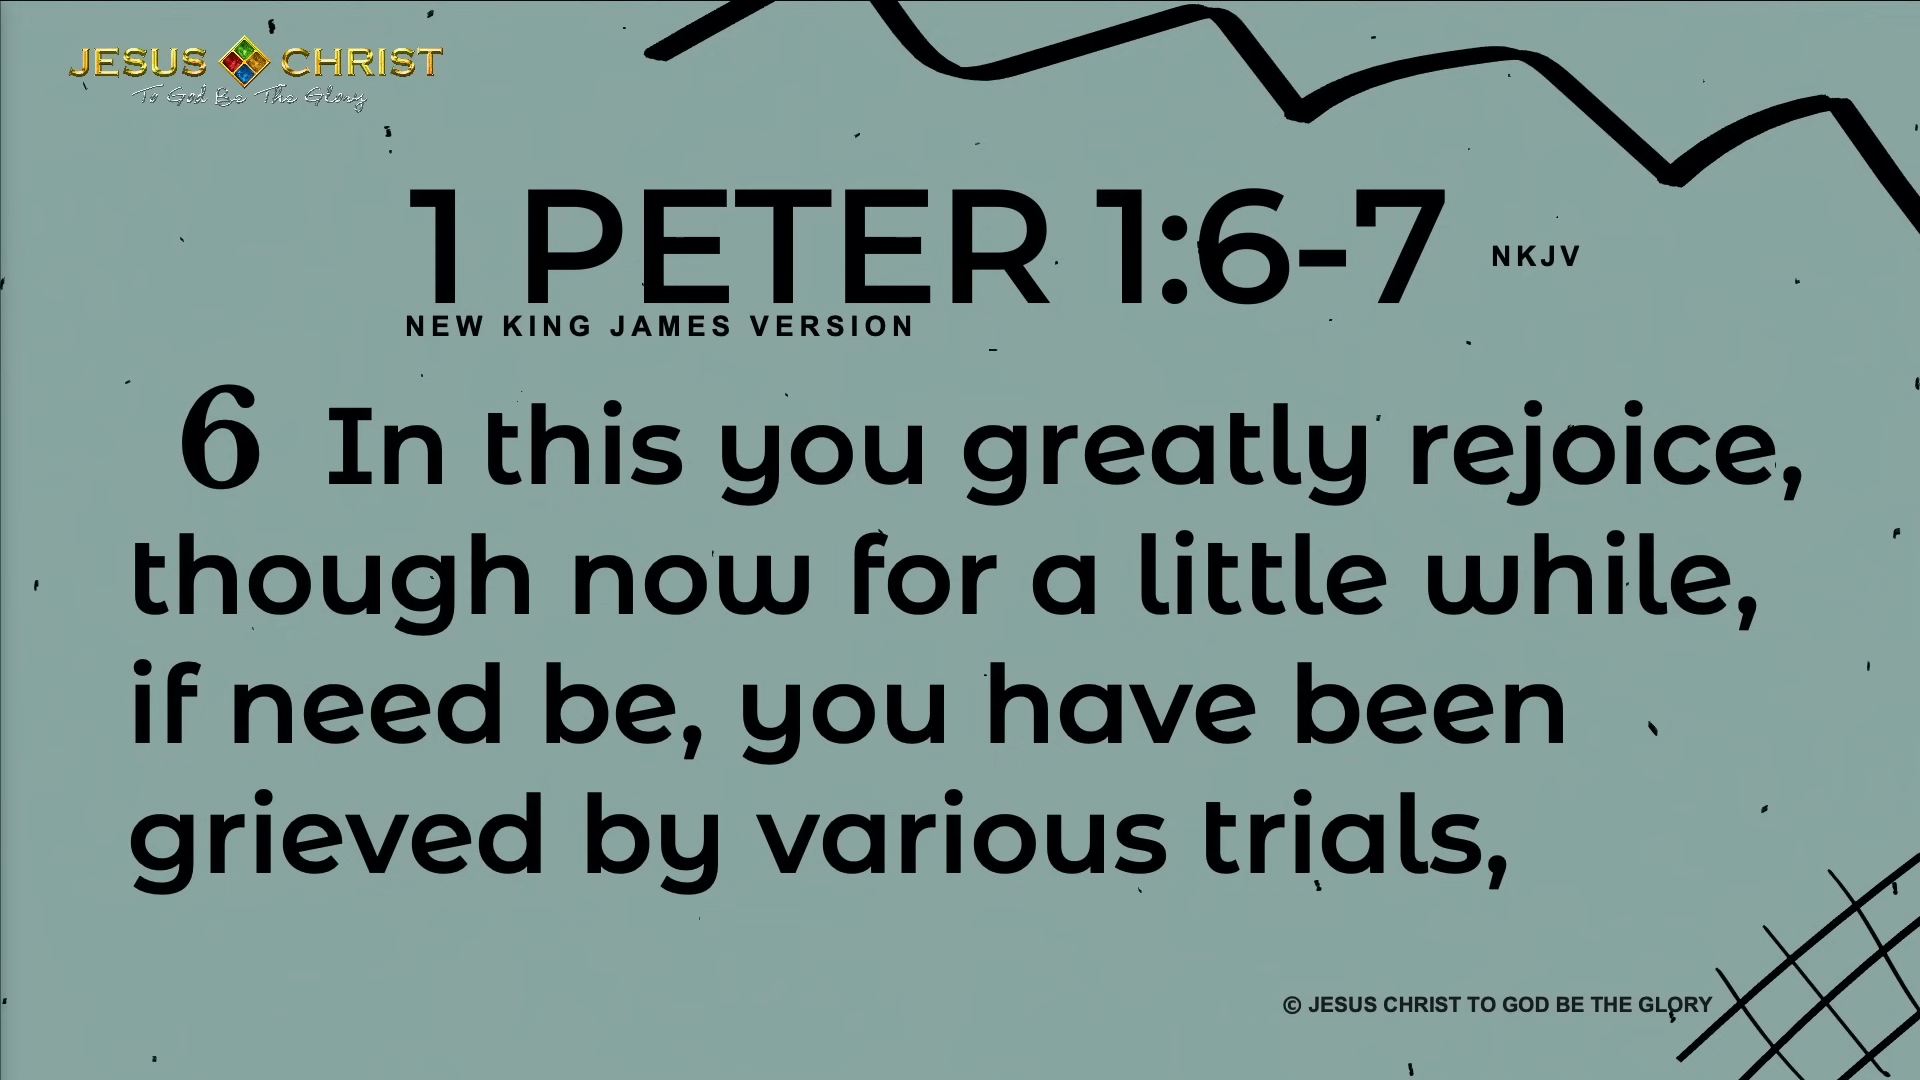 JESUS CHRIST
To God Be The Glory
1 PETER 1:6-7 NKJV
NEW KING JAMES VERSION
6 In this you greatly rejoice,
though now for a little while,
if need be, you have been
grieved by various trials,
© JESUS CHRIST TO GOD BE THE GLORY